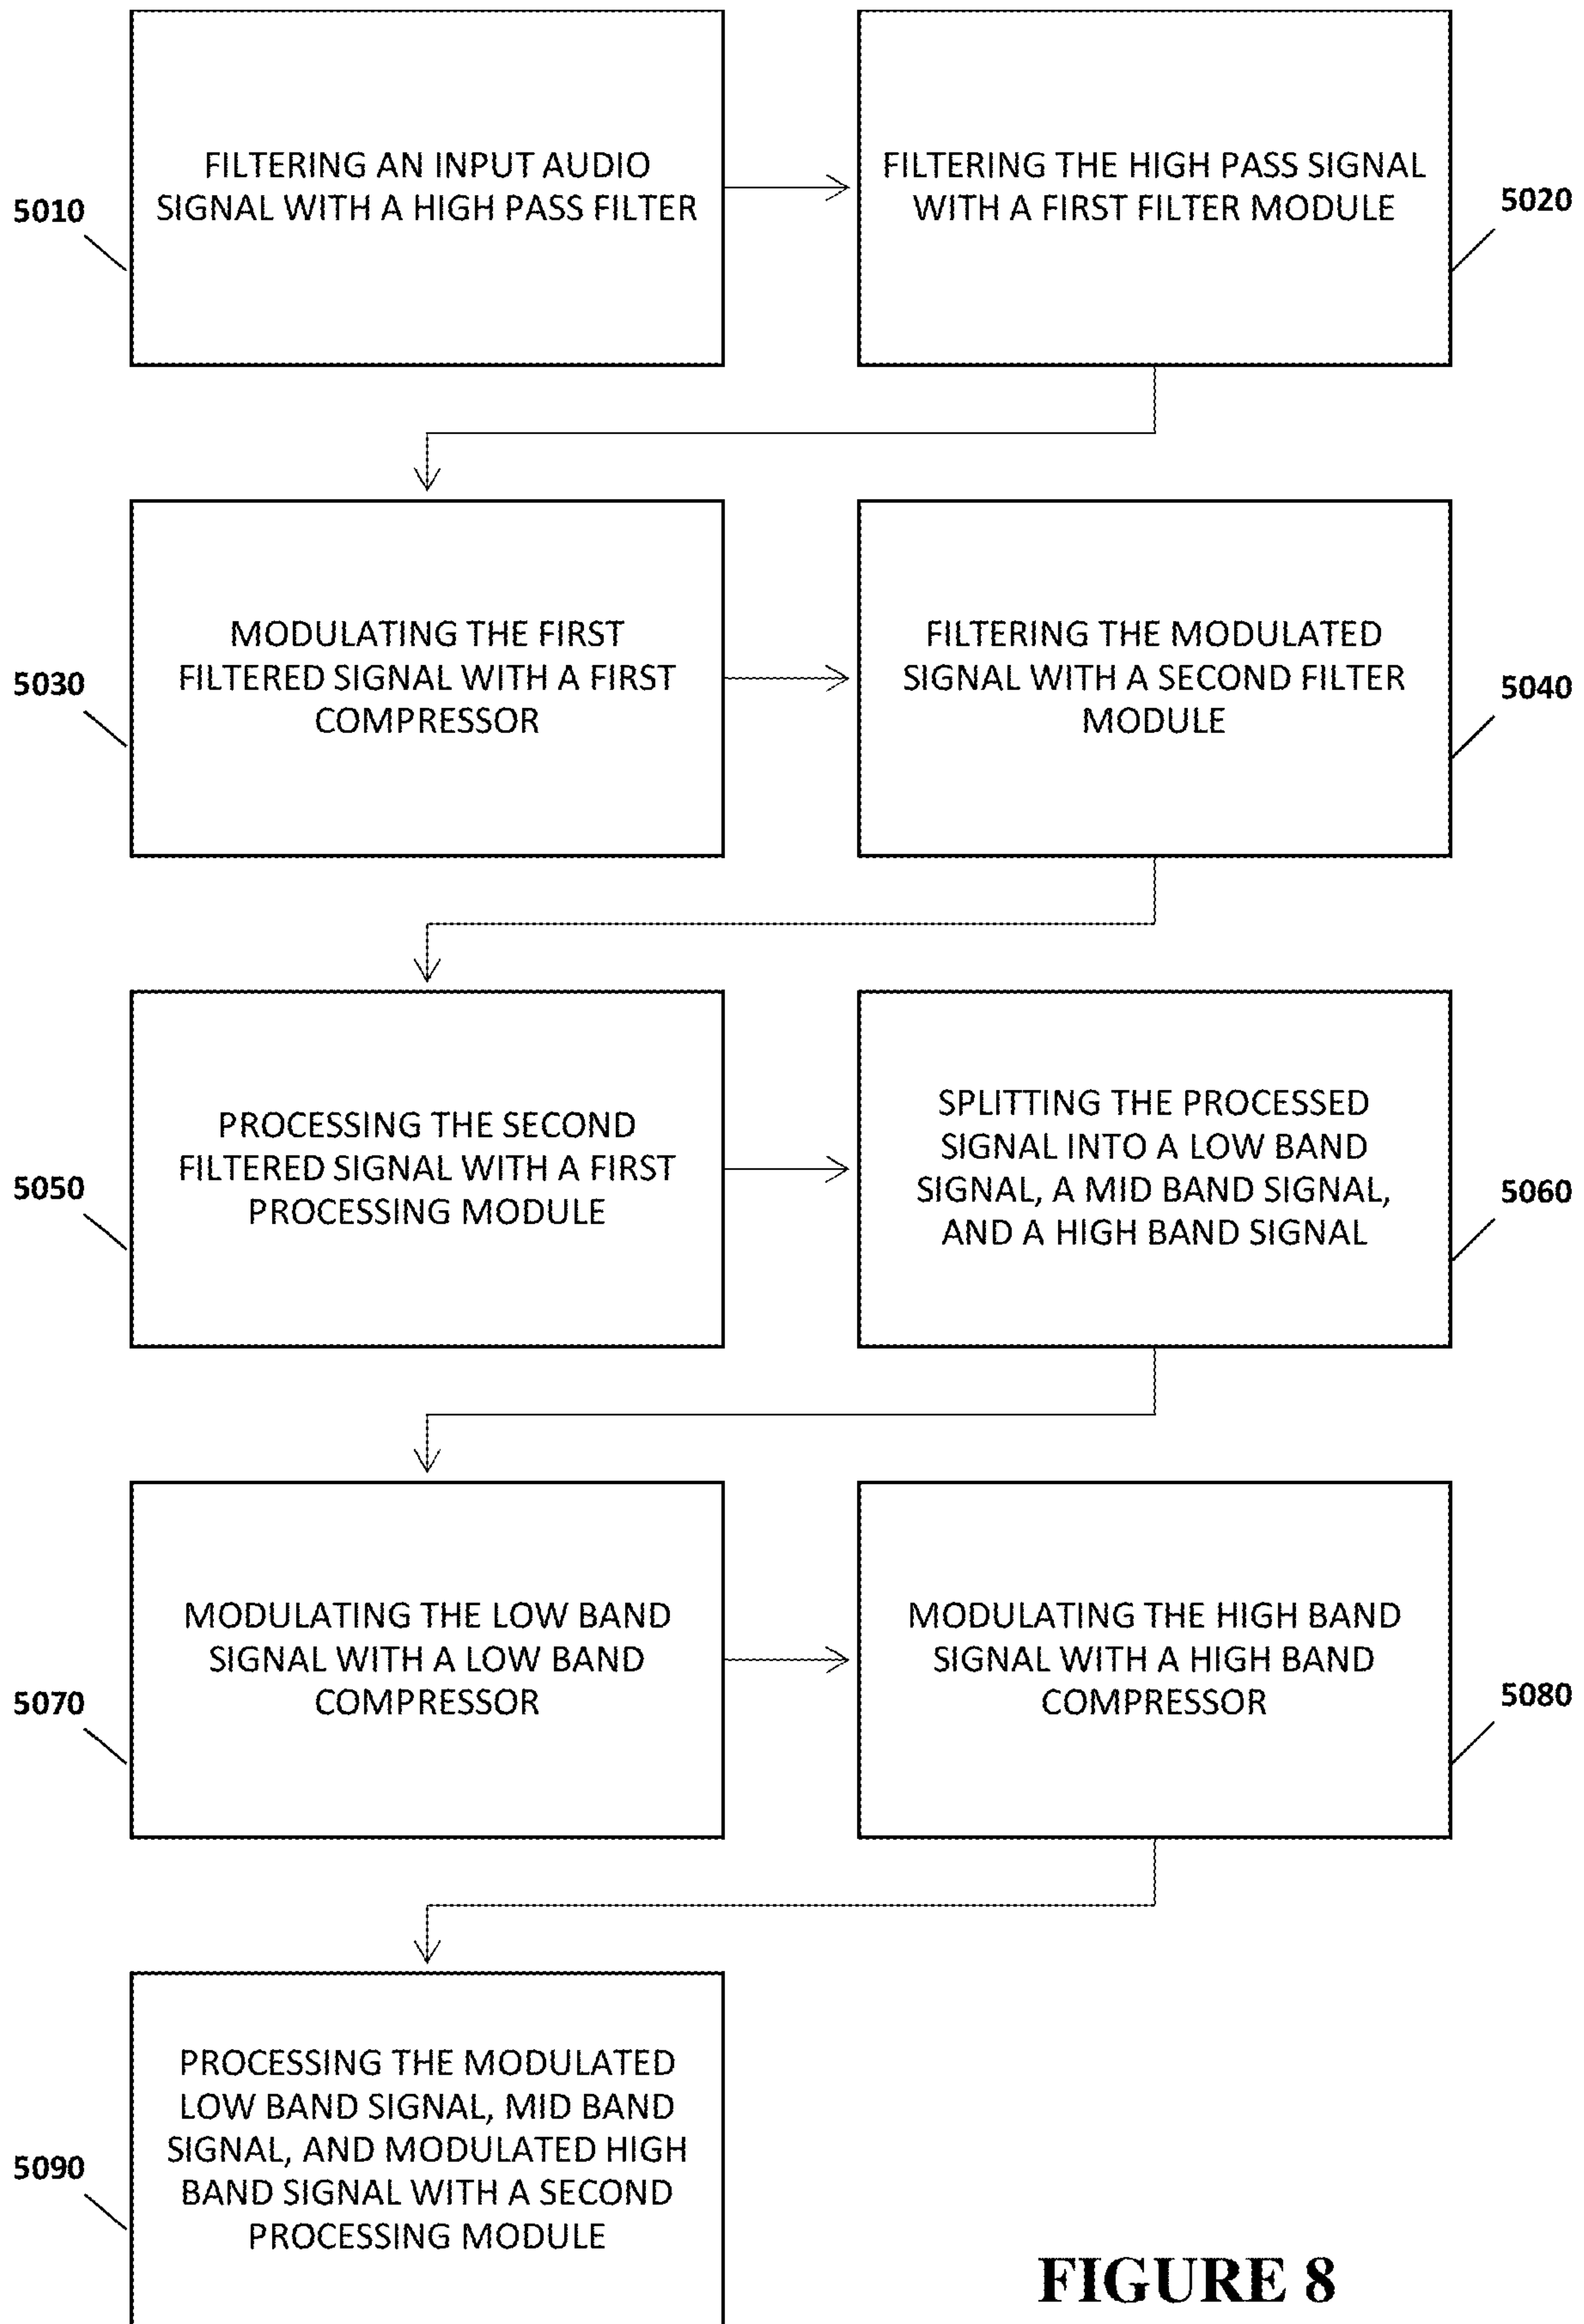 FILTERING AN INPUT AUDIO
SIGNAL WITH A HIGH PASS FILTER
5010
FILTERING THE HIGH PASS SIGNAL
WITH A FIRST FILTER MODULE
5020
MODULATING THE FIRST
FILTERED SIGNAL WITH A FIRST
COMPRESSOR
5030
FILTERING THE MODULATED
SIGNAL WITH A SECOND FILTER
MODULE
5040
PROCESSING THE SECOND
FILTERED SIGNAL WITH A FIRST
PROCESSING MODULE
5050
SPLITTING THE PROCESSED
SIGNAL INTO A LOW BAND
SIGNAL, A MID BAND SIGNAL,
AND A HIGH BAND SIGNAL
5060
MODULATING THE LOW BAND
SIGNAL WITH A LOW BAND
COMPRESSOR
5070
MODULATING THE HIGH BAND
SIGNAL WITH A HIGH BAND
COMPRESSOR
5080
PROCESSING THE MODULATED
LOW BAND SIGNAL, MID BAND
SIGNAL, AND MODULATED HIGH
BAND SIGNAL WITH A SECOND
PROCESSING MODULE
5090
FIGURE 8